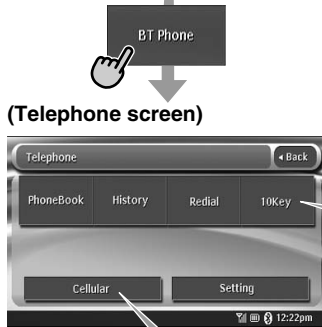 BT Phone
(Telephone screen)
Telephone
Back
PhoneBook History Redial 10Key
Cellular Setting
12:22pm